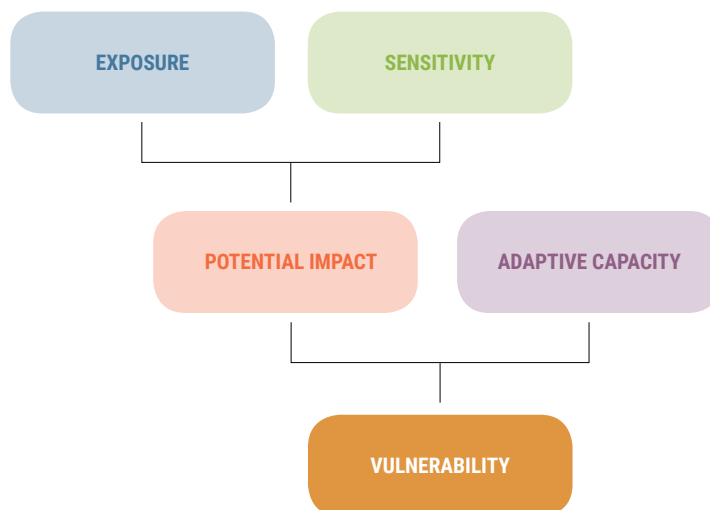 EXPOSURE
SENSITIVITY
POTENTIAL IMPACT
ADAPTIVE CAPACITY
VULNERABILITY